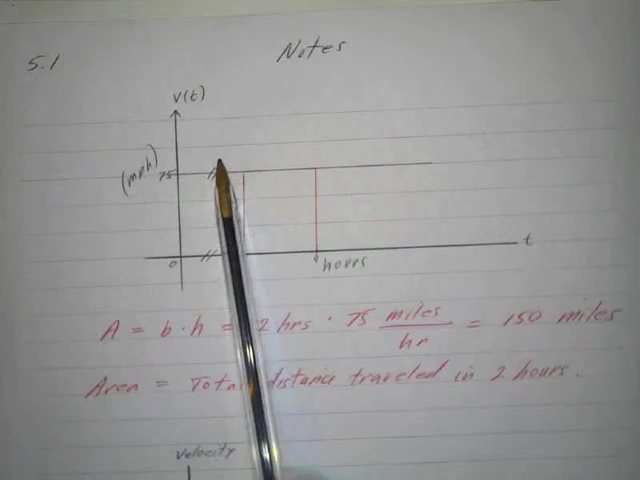 5.1
Notes
v(t)
(mph)
75
0
hours
t
A = b · h = 2 hrs · 75 miles/hr = 150 miles
Area = Total distance traveled in 2 hours.
velocity